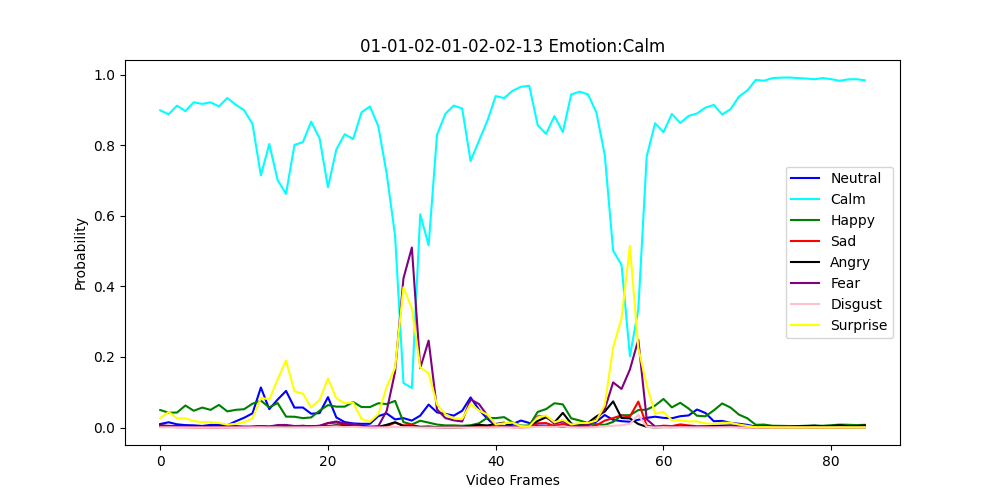 01-01-02-01-02-02-13 Emotion:Calm
Probability
1.0
0.8
0.6
0.4
0.2
0.0
Neutral
Calm
Happy
Sad
Angry
Fear
Disgust
Surprise
0 20 40 60 80
Video Frames